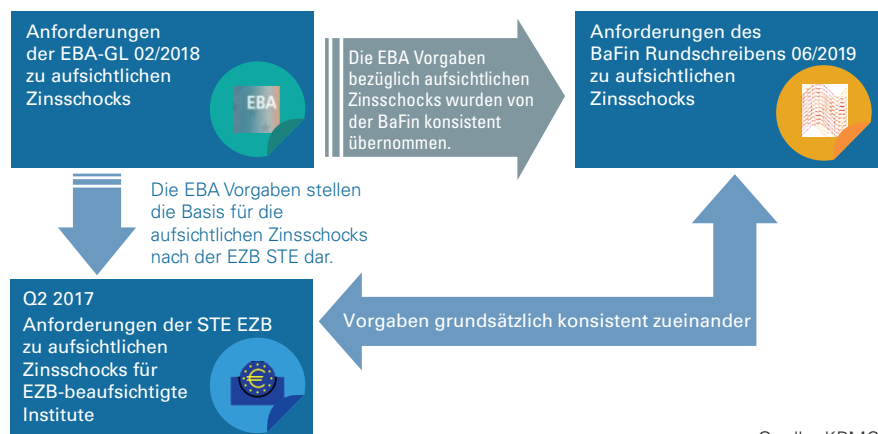 Anforderungen
der EBA-GL 02/2018
zu aufsichtlichen
Zinsschocks
EBA
Die EBA Vorgaben
bezüglich aufsichtlichen
Zinsschocks wurden von
der BaFin konsistent
übernommen.
Anforderungen des
BaFin Rundschreibens 06/2019
zu aufsichtlichen
Zinsschocks
Die EBA Vorgaben stellen
die Basis für die
aufsichtlichen Zinsschocks
nach der EZB STE dar.
Q2 2017
Anforderungen der STE EZB
zu aufsichtlichen
Zinsschocks für
EZB-beaufsichtigte
Institute
Vorgaben grundsätzlich konsistent zueinander